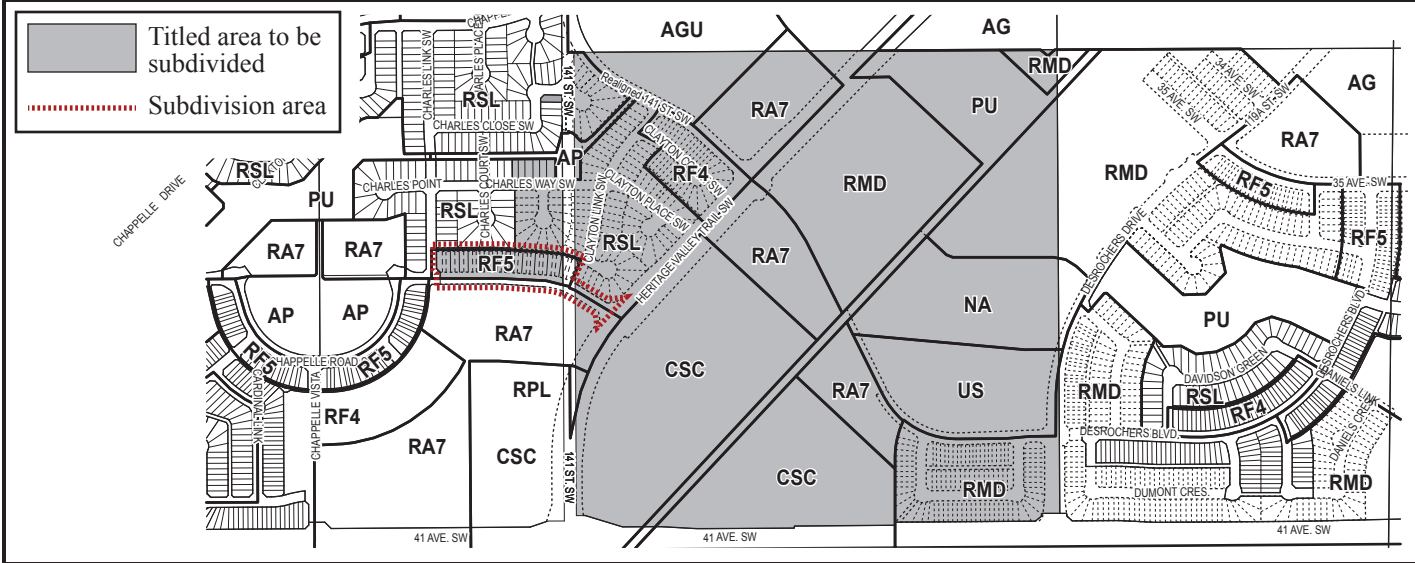 Titled area to be
subdivided
Subdivision area
AGU
AG
RMD
CHARLES LINK SW
CHARLES PLACE
141 ST. SW
RSL
CHARLES CLOSE SW
Realigned 141 ST. SW
RA7
PU
34 AVE. SW
35 AVE. SW
119A ST. SW
AG
RA7
AP
CLAYTON PLACE SW
RF4
RSL
PU
CHARLES POINT
CHARLES COURT SW
CHARLES WAY SW
CLAYTON LINK SW
RMD
RMD
RF5
35 AVE. SW
CHAPPELLE DRIVE
RSL
RSL
HERITAGE VALLEY TRAIL SW
RF5
RA7
RA7
RF5
RA7
DESROCHERS DRIVE
AP
AP
NA
PU
RA7
RF5
CHAPPELLE ROAD
RF5
CSC
RA7
US
RMD
DAVIDSON GREEN
RSL
RF4
DANIELS LINK
CARDINAL LINK
CHAPPELLE VISTA
RF4
RPL
RA7
CSC
141 ST. SW
CSC
RMD
DESROCHERS BLVD.
DANIELS CRES.
DUMONT CRES.
RMD
41 AVE. SW
41 AVE. SW
41 AVE. SW